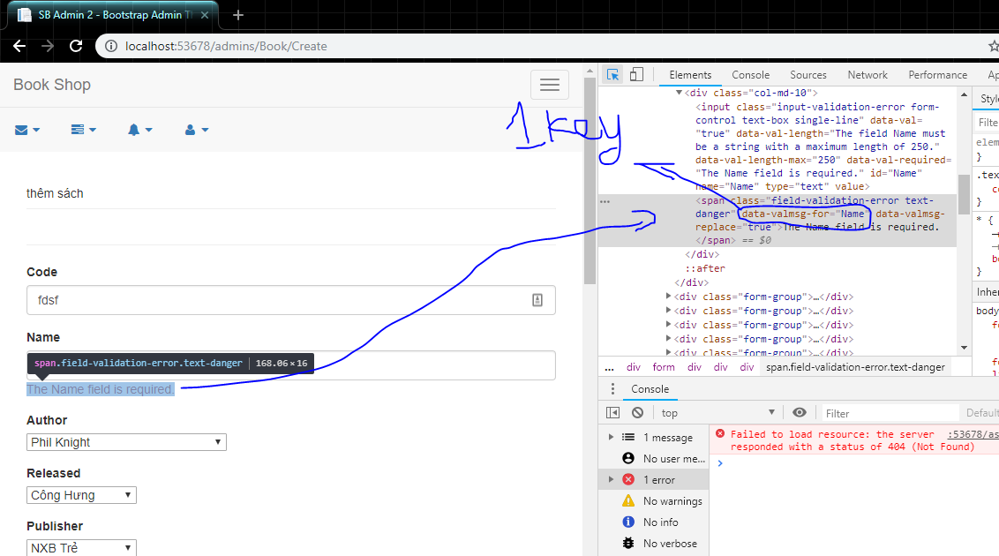 SB Admin 2 - Bootstrap Admin Th
localhost:53678/admins/Book/Create
Book Shop
thêm sách
Code
fdsf
Name
span.field-validation-error.text-danger 168.06×16
The Name field is required.
Author
Phil Knight
Released
Công Hưng
Publisher
NXB Trẻ
1 key
Elements Console Sources Network Performance Ap
<div class="col-md-10">
<input class="input-validation-error form-
control text-box single-line" data-val=
"true" data-val-length="The field Name must
be a string with a maximum length of 250."
data-val-length-max="250" data-val-required=
"The Name field is required." id="Name"
name="Name" type="text" value>
<span class="field-validation-error text-
danger" data-valmsg-for="Name" data-valmsg-
replace="true">The Name field is required.
</span> == $0
</div>
::after
</div>
<div class="form-group">…</div>
<div class="form-group">…</div>
<div class="form-group">…</div>
<div class="form-group">…</div>
<div class="form-group">…</div>
... div form div div div span.field-validation-error.text-danger
Style
Filte
elem
}
.tex
co
}
* {
bo
}
Inher
body
fo
fo
li
Console
top Filter Default
1 message
No user me...
1 error
No warnings
No info
No verbose
Failed to load resource: the server :53678/as
responded with a status of 404 (Not Found)